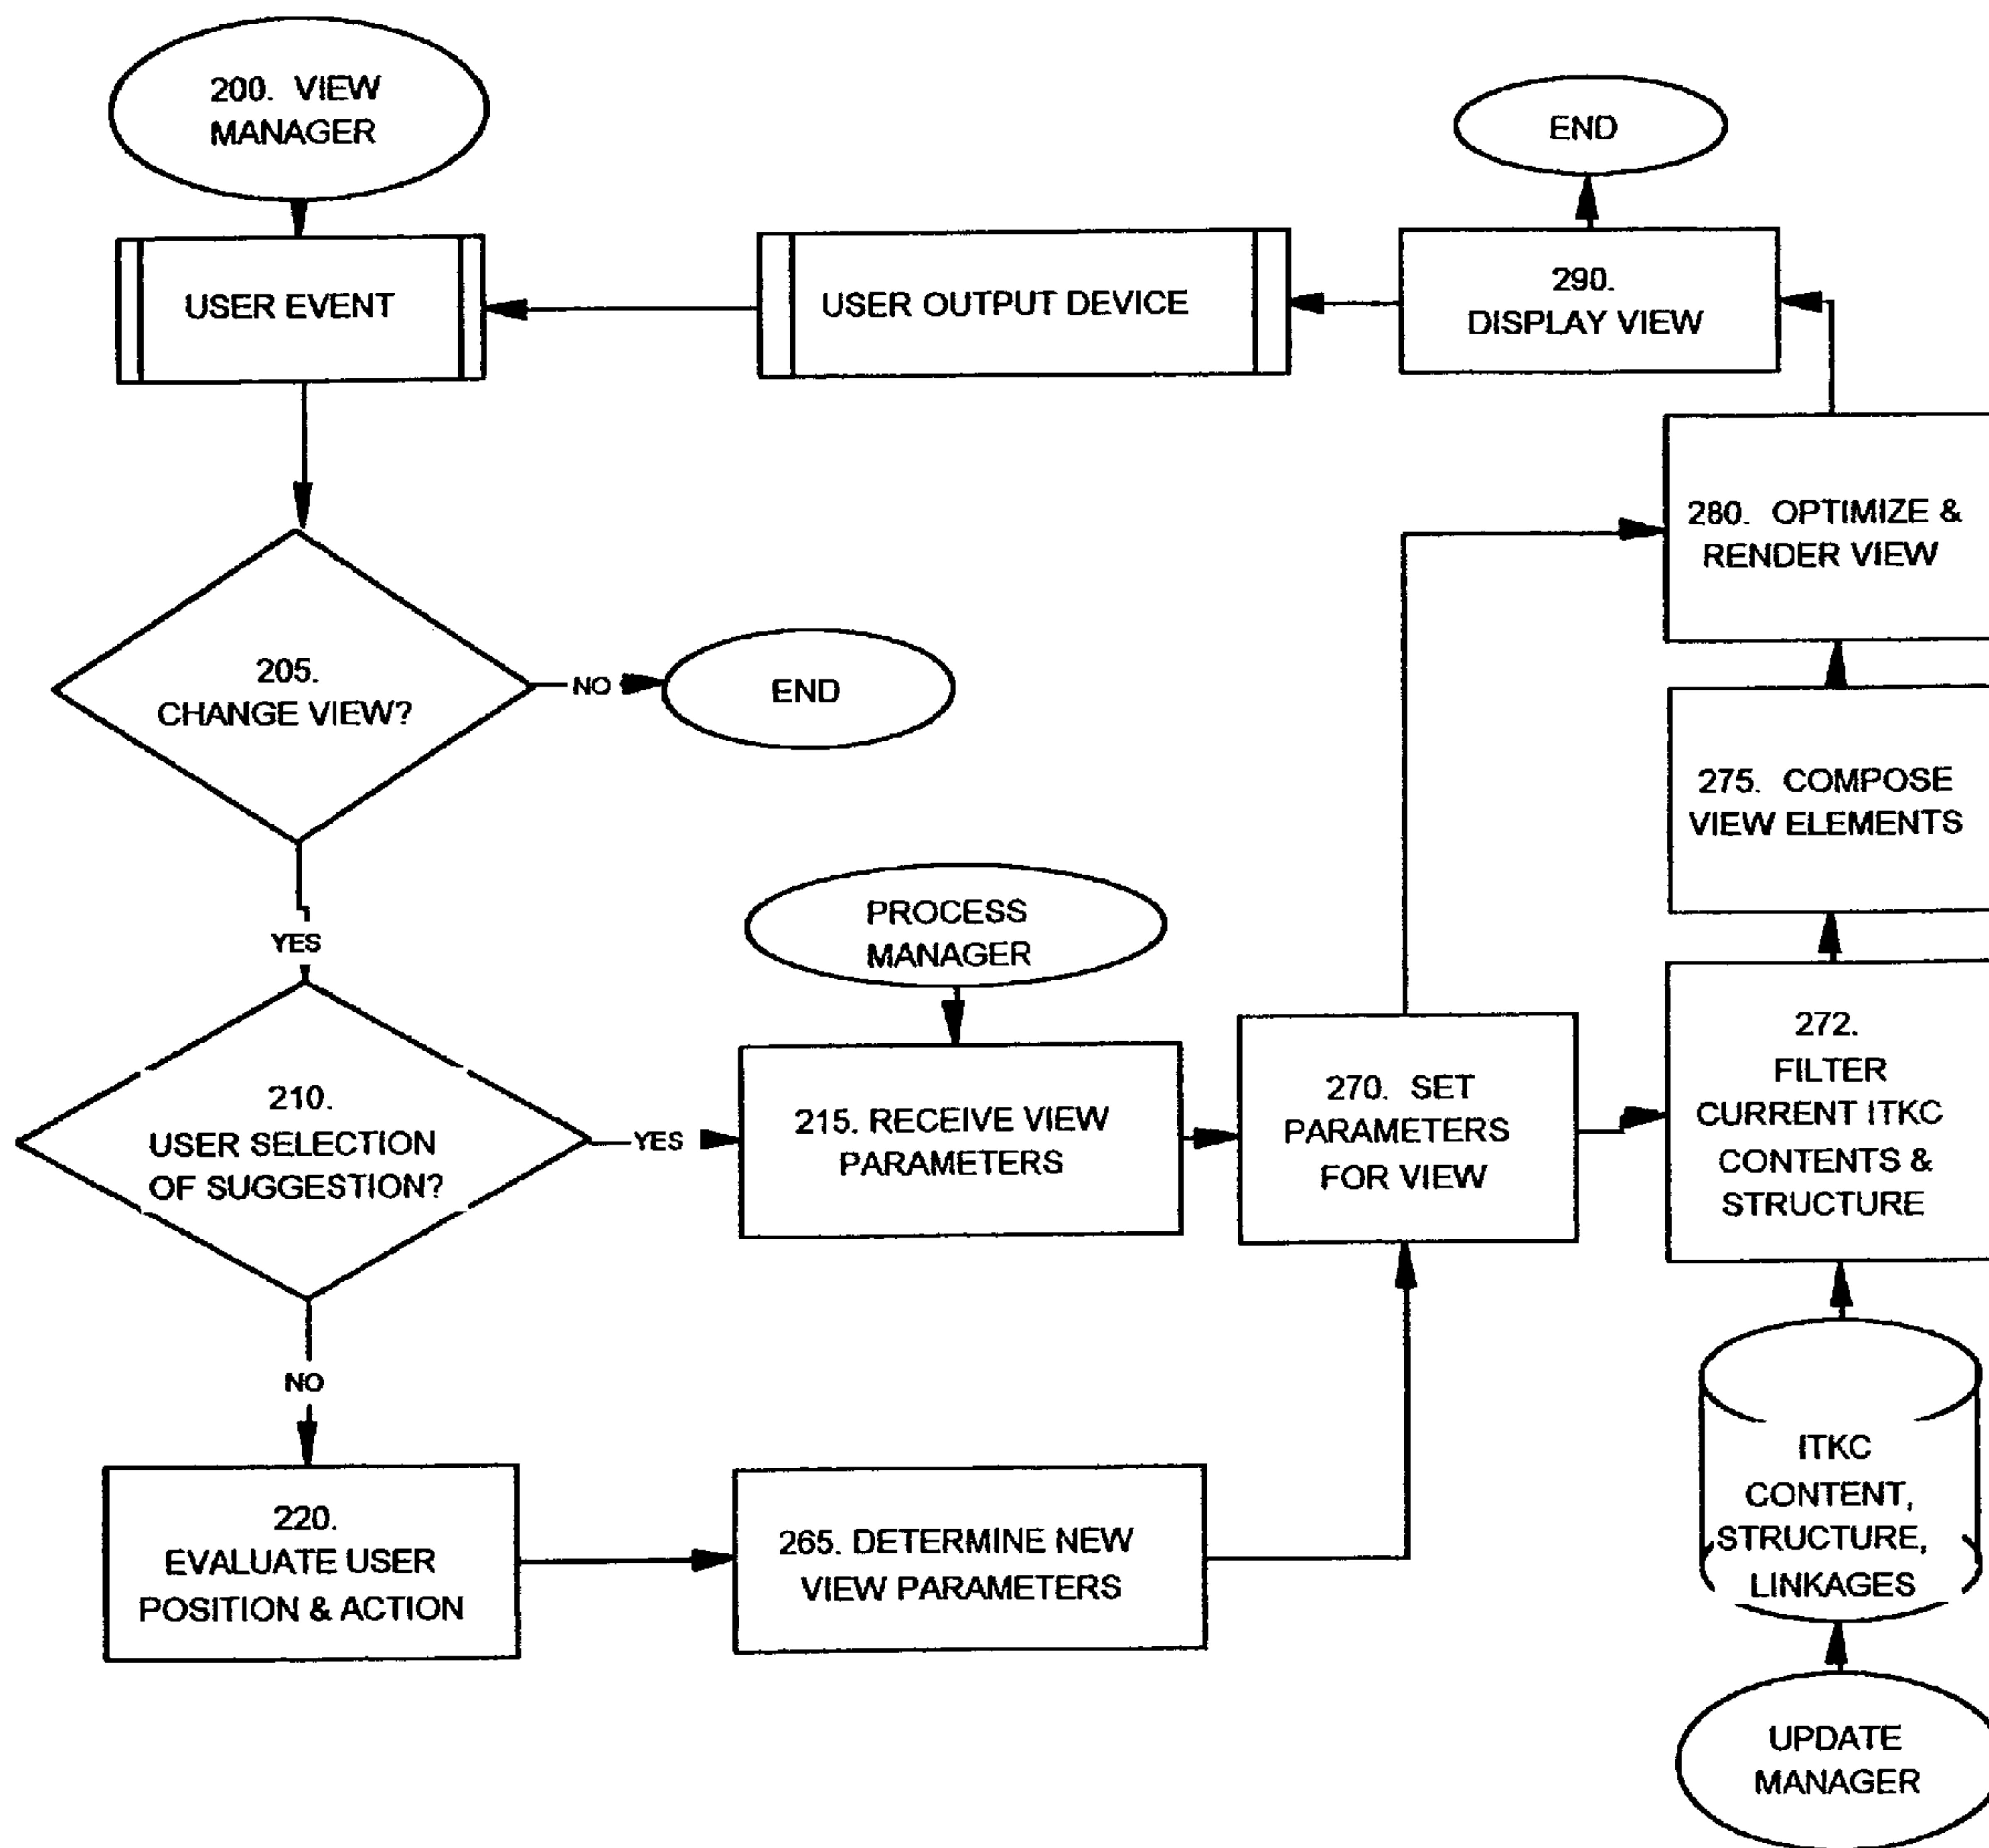 200. VIEW
MANAGER
END
USER EVENT
USER OUTPUT DEVICE
290.
DISPLAY VIEW
280. OPTIMIZE &
RENDER VIEW
205.
CHANGE VIEW?
NO
END
275. COMPOSE
VIEW ELEMENTS
YES
PROCESS
MANAGER
210.
USER SELECTION
OF SUGGESTION?
YES
215. RECEIVE VIEW
PARAMETERS
270. SET
PARAMETERS
FOR VIEW
272.
FILTER
CURRENT ITKC
CONTENTS &
STRUCTURE
NO
220.
EVALUATE USER
POSITION & ACTION
265. DETERMINE NEW
VIEW PARAMETERS
ITKC
CONTENT,
STRUCTURE,
LINKAGES
UPDATE
MANAGER